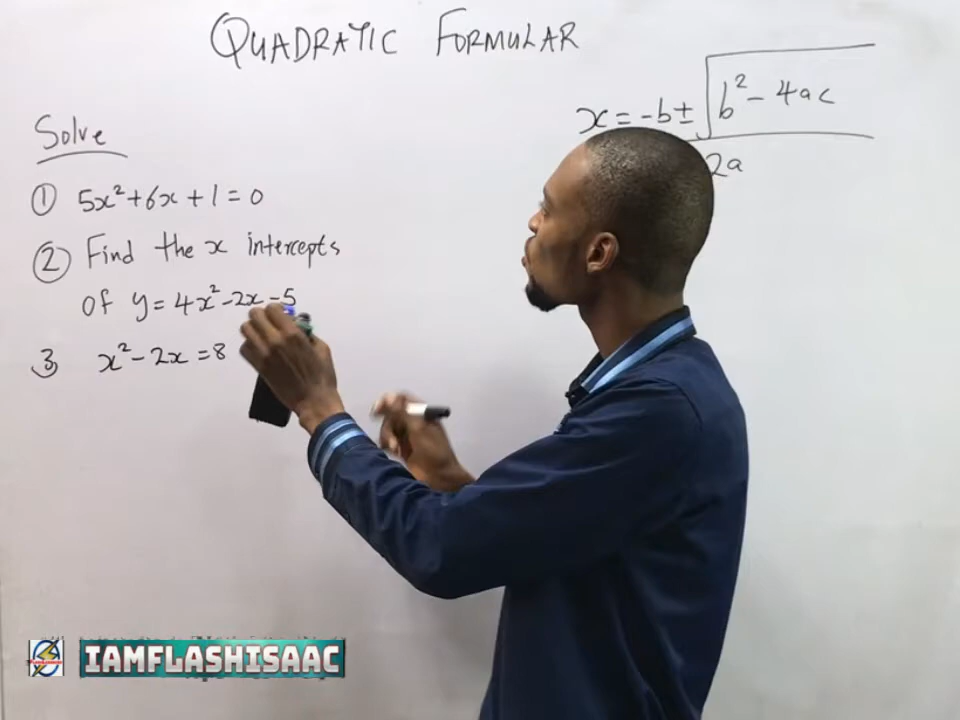 QUADRATIC FORMULAR
x = -b ± √b² - 4ac
2a
Solve
① 5x² + 6x + 1 = 0
② Find the x intercepts
Of y = 4x² - 2x - 5
③ x² - 2x = 8
IAMFLASHISAAC